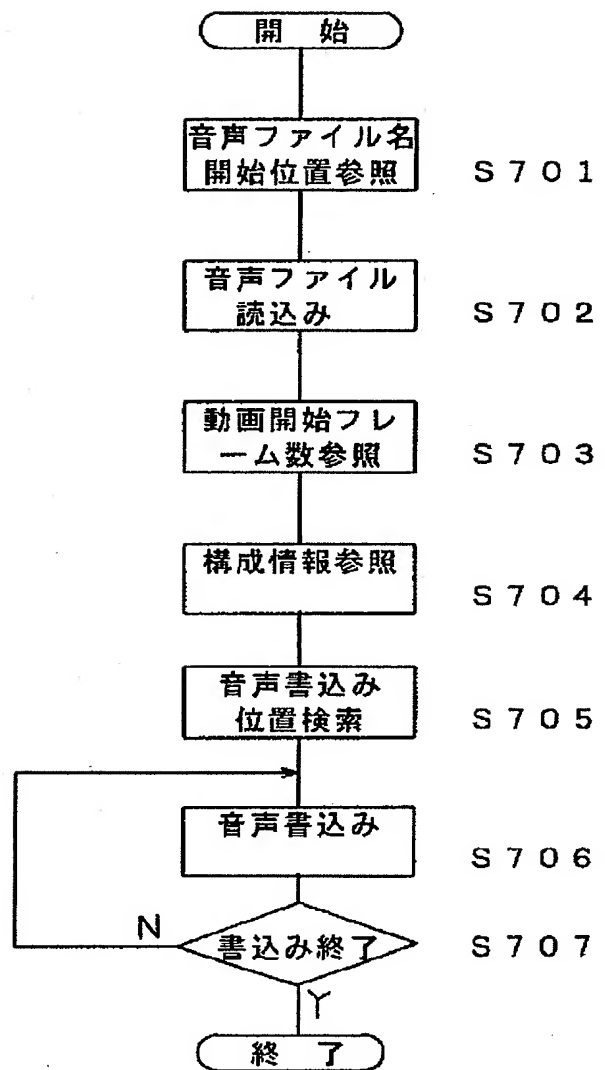 開 始
音声ファイル名
開始位置参照
S701
音声ファイル
読込み
S702
動画開始フレ
ーム数参照
S703
構成情報参照
S704
音声書込み
位置検索
S705
音声書込み
S706
N
書込み終了
S707
Y
終 了